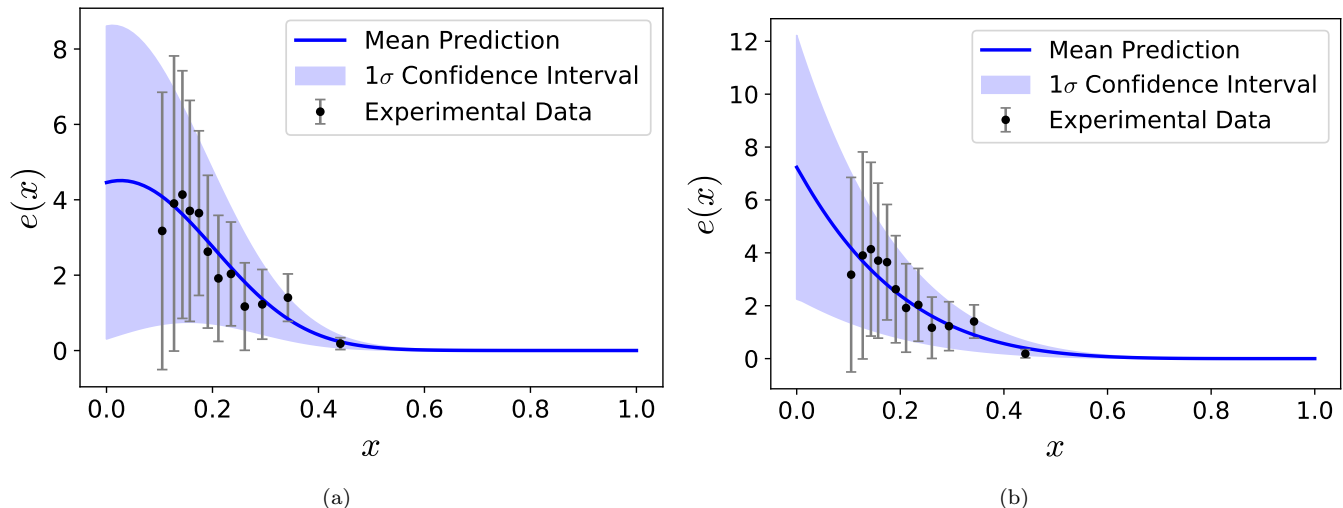 Mean Prediction
1σ Confidence Interval
Experimental Data
e(x)
8
6
4
2
0
0.0 0.2 0.4 0.6 0.8 1.0
x
(a)
Mean Prediction
1σ Confidence Interval
Experimental Data
e(x)
12
10
8
6
4
2
0
0.0 0.2 0.4 0.6 0.8 1.0
x
(b)